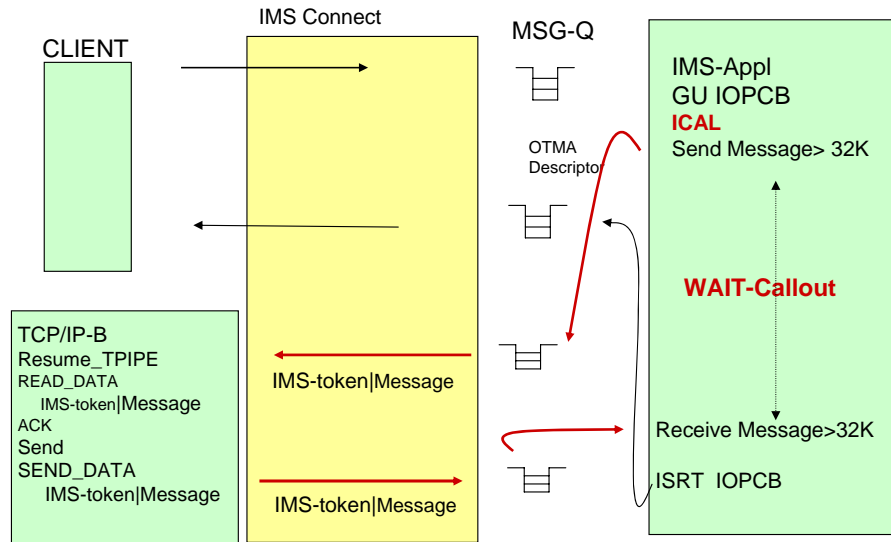 IMS Connect
CLIENT
MSG-Q
IMS-Appl
GU IOPCB
ICAL
Send Message> 32K
OTMA
Descriptor
WAIT-Callout
TCP/IP-B
Resume_TPIPE
READ_DATA
IMS-token|Message
ACK
Send
SEND_DATA
IMS-token|Message
IMS-token|Message
IMS-token|Message
Receive Message>32K
ISRT IOPCB